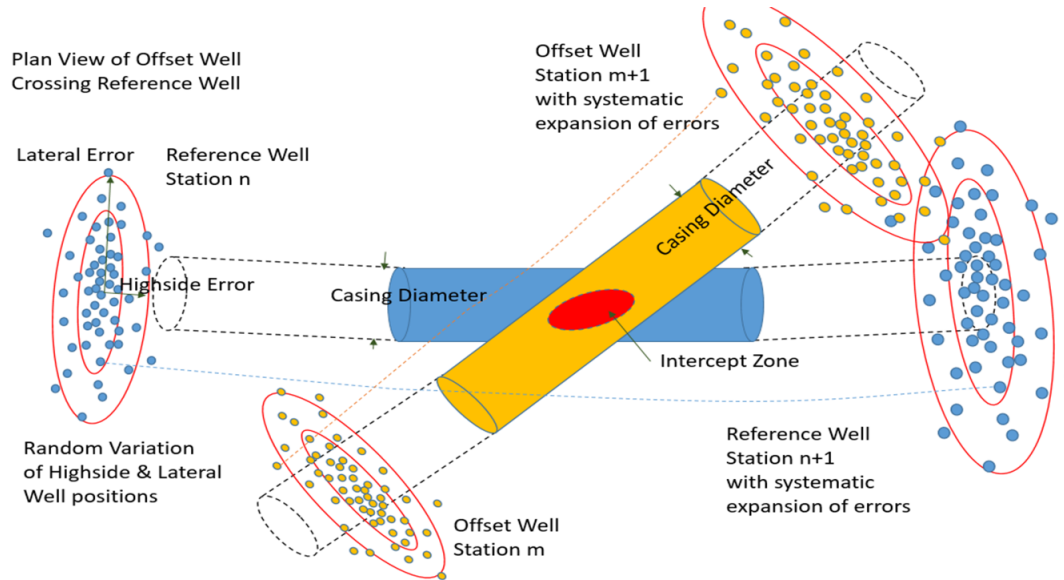 Plan View of Offset Well
Crossing Reference Well
Offset Well
Station m+1
with systematic
expansion of errors
Lateral Error
Reference Well
Station n
Casing Diameter
Highside Error
Casing Diameter
Intercept Zone
Random Variation
of Highside & Lateral
Well positions
Reference Well
Station n+1
with systematic
expansion of errors
Offset Well
Station m